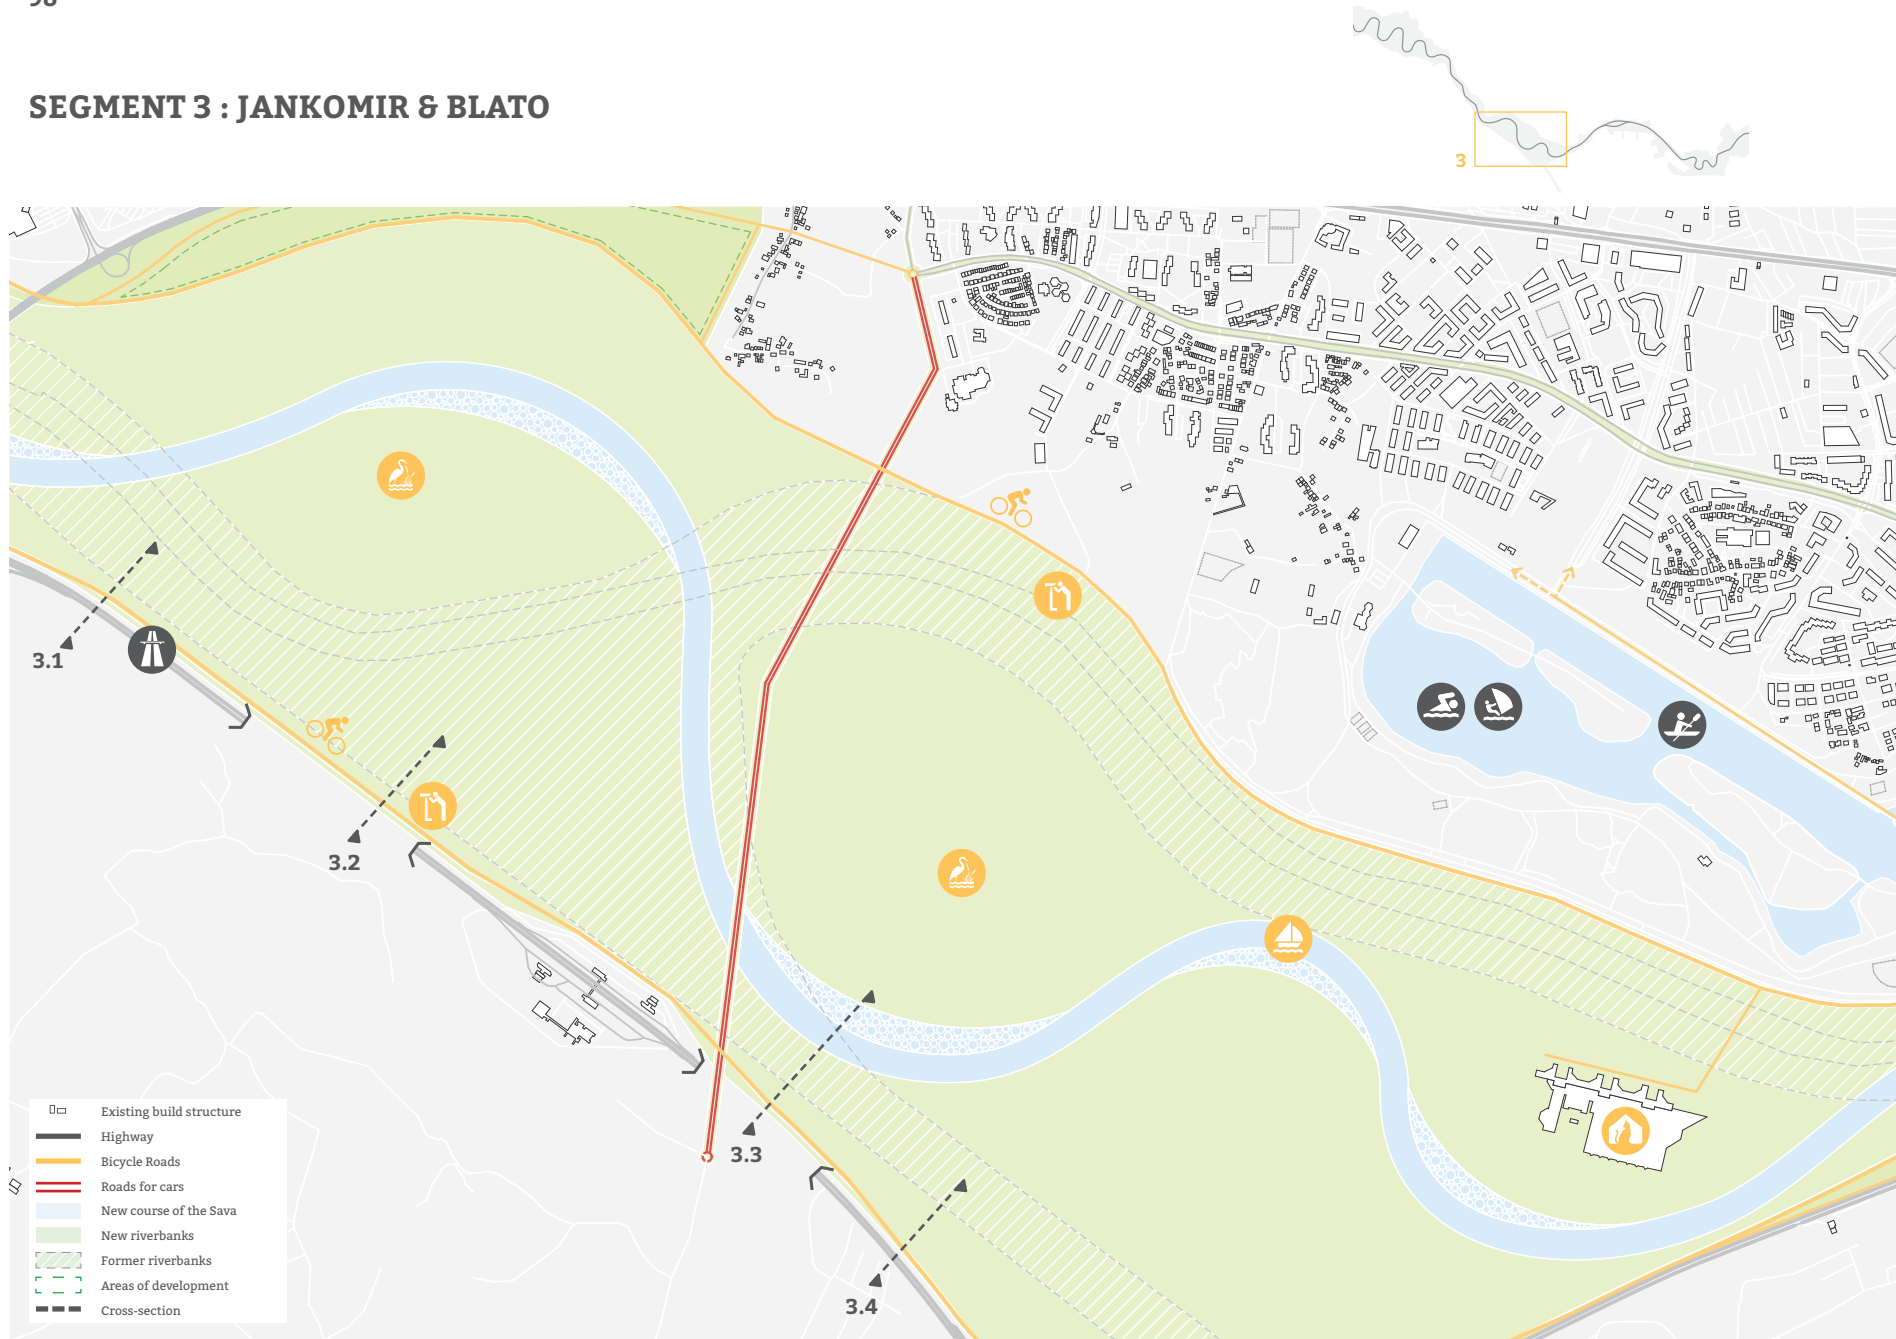 98
SEGMENT 3 : JANKOMIR & BLATO
3
3.1
3.2
3.3
3.4
Existing build structure
Highway
Bicycle Roads
Roads for cars
New course of the Sava
New riverbanks
Former riverbanks
Areas of development
Cross-section